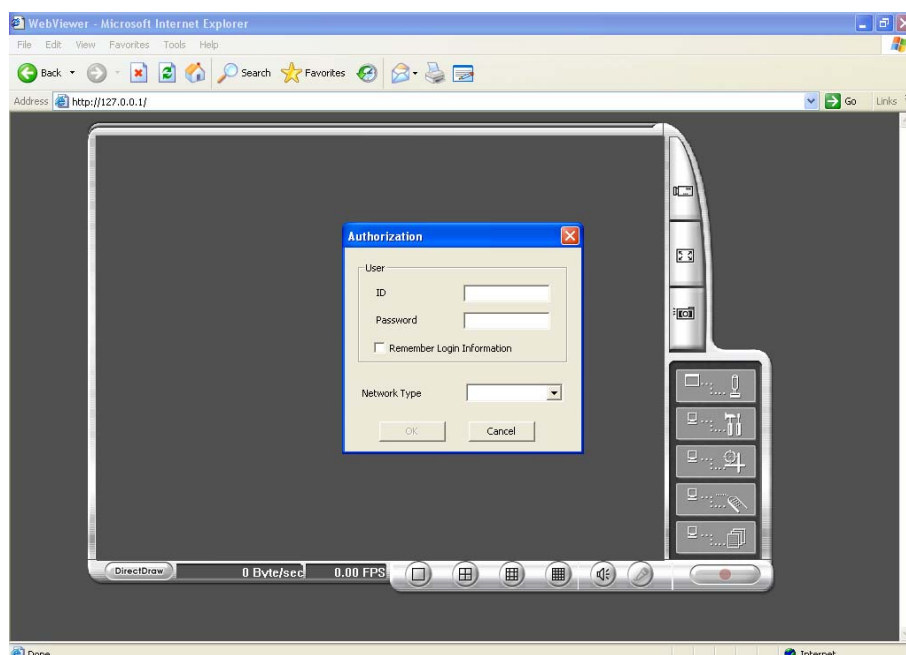 WebViewer - Microsoft Internet Explorer
File Edit View Favorites Tools Help
Back Search Favorites
Address http://127.0.0.1/ Go Links
Authorization
User
ID
Password
Remember Login Information
Network Type
OK Cancel
DirectDraw 0 Byte/sec 0.00 FPS
Done Internet